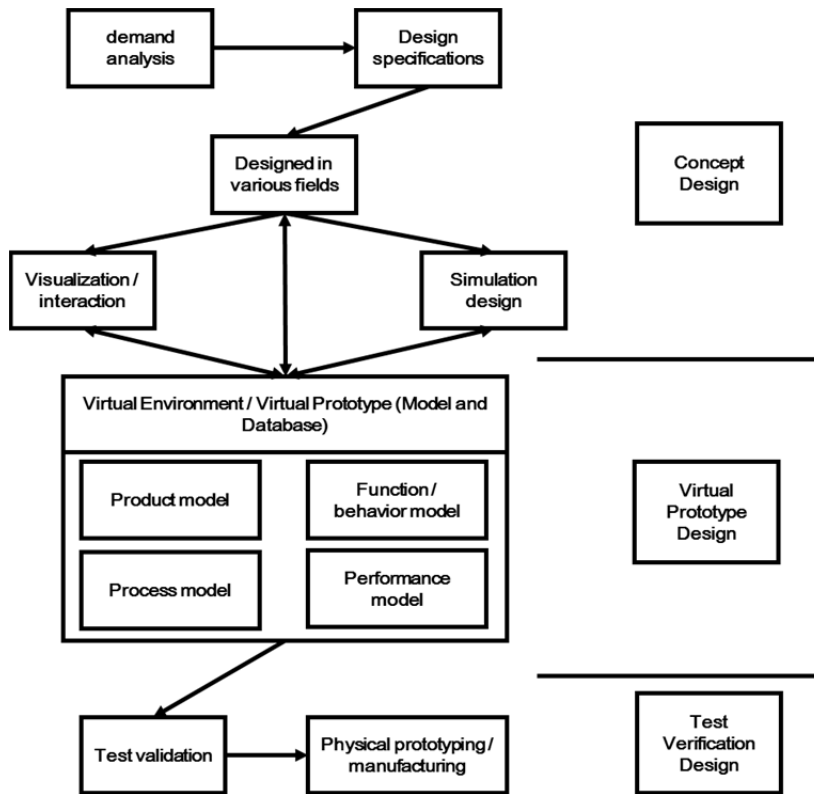 demand
analysis
Design
specifications
Designed in
various fields
Concept
Design
Visualization /
interaction
Simulation
design
Virtual Environment / Virtual Prototype (Model and
Database)
Product model
Function /
behavior model
Process model
Performance
model
Virtual
Prototype
Design
Test validation
Physical prototyping /
manufacturing
Test
Verification
Design